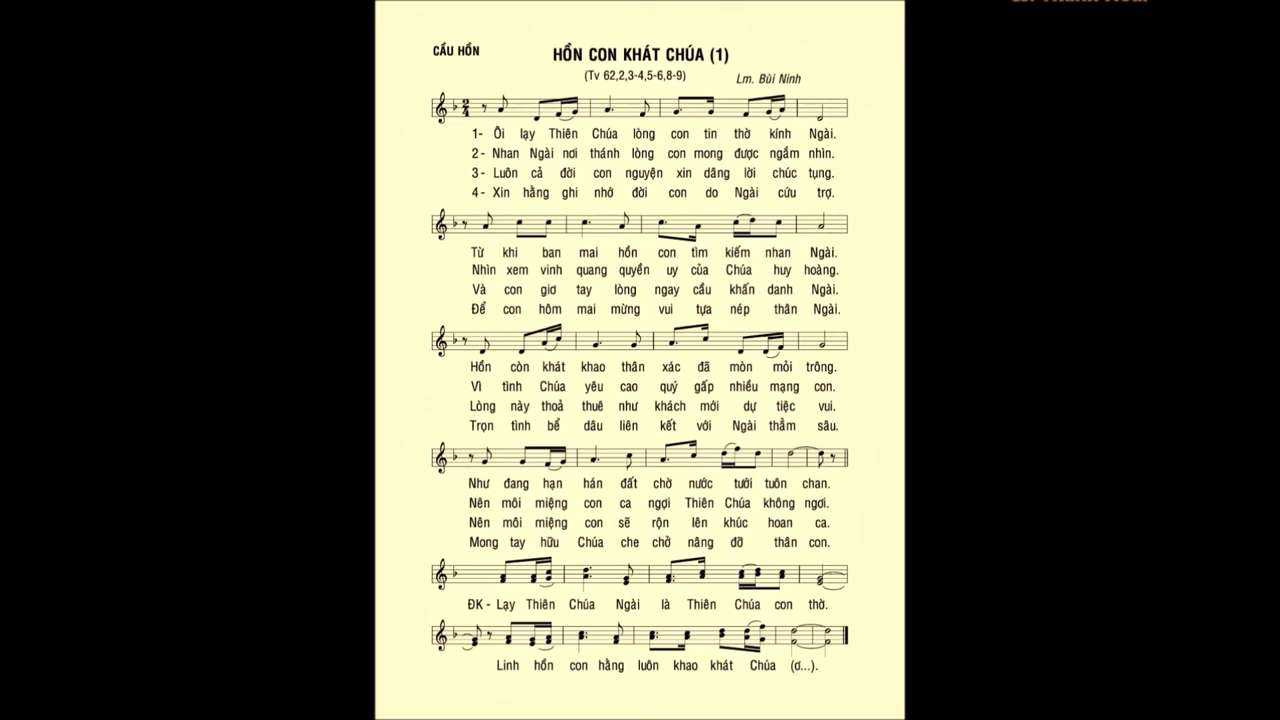 CẦU HỒN
HỒN CON KHÁT CHÚA (1)
(Tv 62,2,3-4,5-6,8-9)
Lm. Bùi Ninh
1- Ôi lạy Thiên Chúa lòng con tin thờ kính Ngài.
2- Nhan Ngài nơi thánh lòng con mong được ngắm nhìn.
3- Luôn cả đời con nguyện xin dâng lời chúc tụng.
4- Xin hằng ghi nhớ đời con do Ngài cứu trợ.
Từ khi ban mai hồn con tìm kiếm nhan Ngài.
Nhìn xem vinh quang quyền uy của Chúa huy hoàng.
Và con giơ tay lòng ngay cầu khấn danh Ngài.
Để con hôm mai mừng vui tựa nép thân Ngài.
Hồn còn khát khao thân xác đã mòn mỏi trông.
Vì tình Chúa yêu cao quý gấp nhiều mạng con.
Lòng này thoả thuê như khách mới dự tiệc vui.
Trọn tình bể dâu liên kết với Ngài thẳm sâu.
Như đang hạn hán đất chờ nước tưới tuôn chan.
Nên môi miệng con ca ngợi Thiên Chúa không ngơi.
Nên môi miệng con sẽ rộn lên khúc hoan ca.
Mong tay hữu Chúa che chở nâng đỡ thân con.
ĐK - Lạy Thiên Chúa Ngài là Thiên Chúa con thờ.
Linh hồn con hằng luôn khao khát Chúa (ơ...).